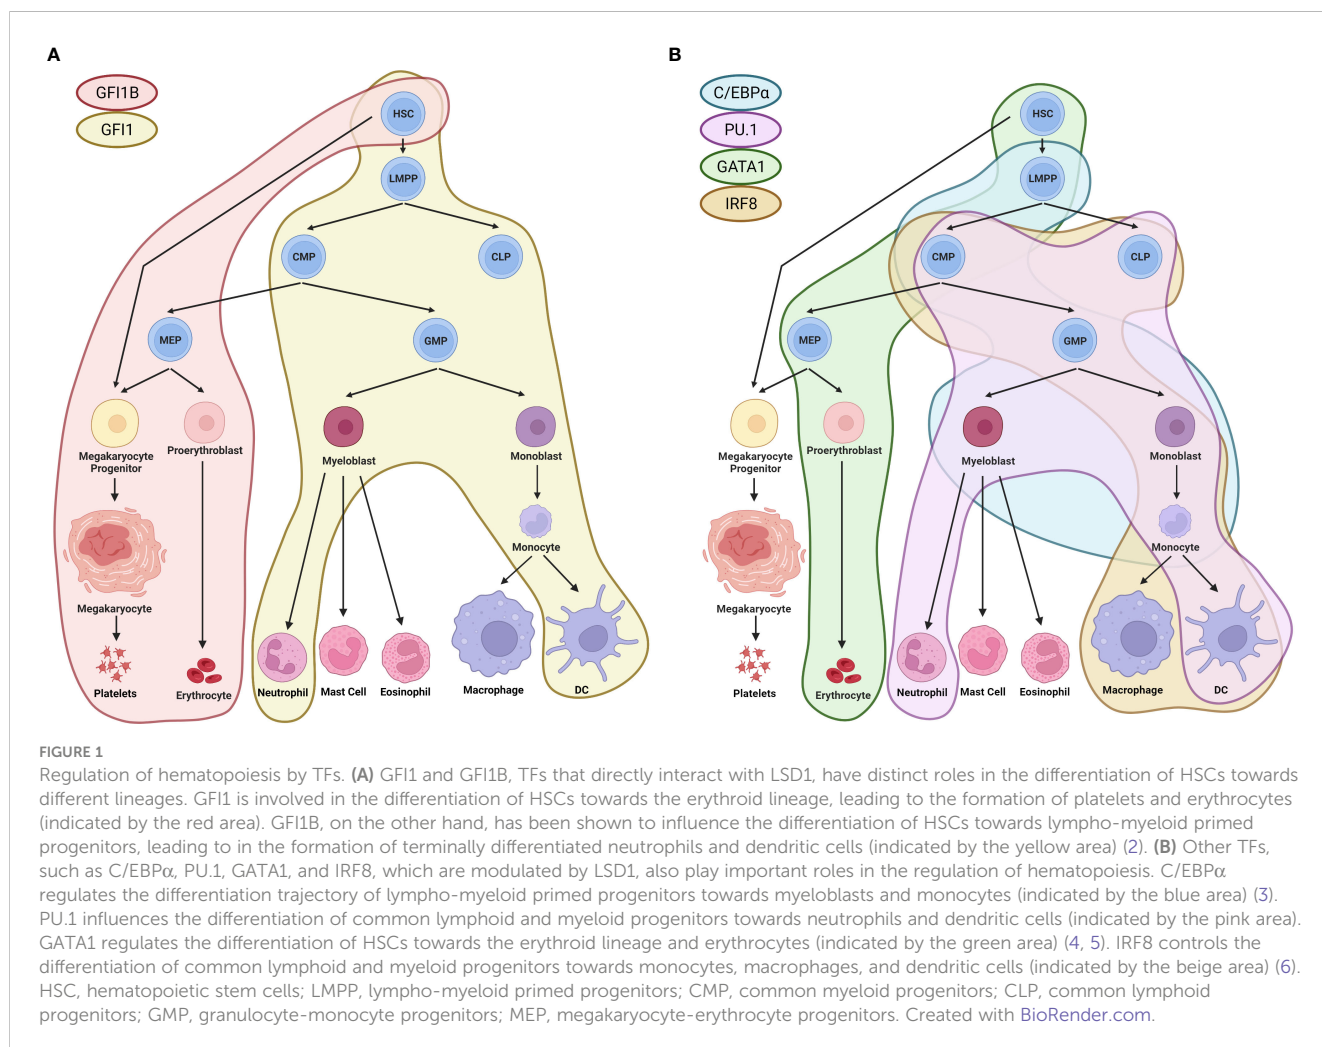 A
GFI1B
GFI1
HSC
LMPP
CMP
CLP
MEP
GMP
Megakaryocyte
Progenitor
Proerythroblast
Myeloblast
Monoblast
Monocyte
Megakaryocyte
Platelets
Erythrocyte
Neutrophil
Mast Cell
Eosinophil
Macrophage
DC
B
C/EBPα
PU.1
GATA1
IRF8
HSC
LMPP
CMP
CLP
MEP
GMP
Megakaryocyte
Progenitor
Proerythroblast
Myeloblast
Monoblast
Monocyte
Megakaryocyte
Platelets
Erythrocyte
Neutrophil
Mast Cell
Eosinophil
Macrophage
DC
FIGURE 1
Regulation of hematopoiesis by TFs. (A) GFI1 and GFI1B, TFs that directly interact with LSD1, have distinct roles in the differentiation of HSCs towards
different lineages. GFI1 is involved in the differentiation of HSCs towards the erythroid lineage, leading to the formation of platelets and erythrocytes
(indicated by the red area). GFI1B, on the other hand, has been shown to influence the differentiation of HSCs towards lympho-myeloid primed
progenitors, leading to in the formation of terminally differentiated neutrophils and dendritic cells (indicated by the yellow area) (2). (B) Other TFs,
such as C/EBPα, PU.1, GATA1, and IRF8, which are modulated by LSD1, also play important roles in the regulation of hematopoiesis. C/EBPα
regulates the differentiation trajectory of lympho-myeloid primed progenitors towards myeloblasts and monocytes (indicated by the blue area) (3).
PU.1 influences the differentiation of common lymphoid and myeloid progenitors towards neutrophils and dendritic cells (indicated by the pink area).
GATA1 regulates the differentiation of HSCs towards the erythroid lineage and erythrocytes (indicated by the green area) (4, 5). IRF8 controls the
differentiation of common lymphoid and myeloid progenitors towards monocytes, macrophages, and dendritic cells (indicated by the beige area) (6).
HSC, hematopoietic stem cells; LMPP, lympho-myeloid primed progenitors; CMP, common myeloid progenitors; CLP, common lymphoid
progenitors; GMP, granulocyte-monocyte progenitors; MEP, megakaryocyte-erythrocyte progenitors. Created with BioRender.com.